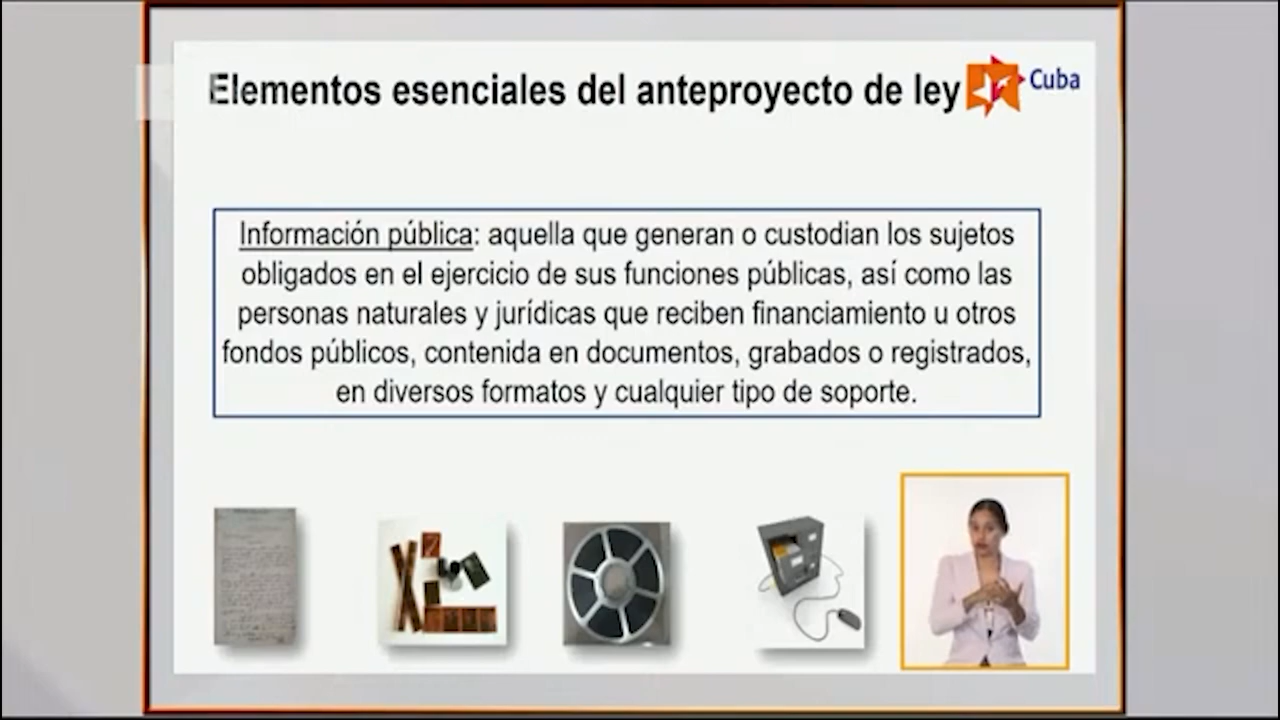 Elementos esenciales del anteproyecto de ley
Cuba
Información pública: aquella que generan o custodian los sujetos
obligados en el ejercicio de sus funciones públicas, así como las
personas naturales y jurídicas que reciben financiamiento u otros
fondos públicos, contenida en documentos, grabados o registrados,
en diversos formatos y cualquier tipo de soporte.